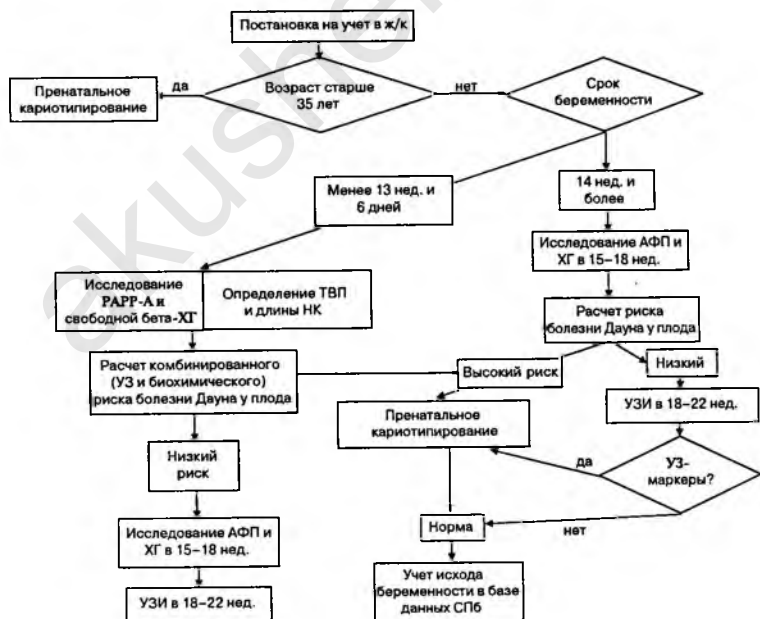 Постановка на учет в ж/к
Возраст старше
35 лет
да
нет
Пренатальное
кариотипирование
Срок
беременности
Менее 13 нед. и
6 дней
14 нед. и
более
Исследование АФП и
ХГ в 15–18 нед.
Исследование
PAPP-A и
свободной бета-ХГ
Определение ТВП
и длины НК
Расчет риска
болезни Дауна у плода
Расчет комбинированного
(УЗ и биохимического)
риска болезни Дауна у плода
Высокий риск
Низкий
УЗИ в 18–22 нед.
Пренатальное
кариотипирование
Низкий
риск
да
УЗ-
маркеры?
нет
Норма
Исследование АФП и
ХГ в 15–18 нед.
УЗИ в 18–22 нед.
Учет исхода
беременности в базе
данных СПб
akusher